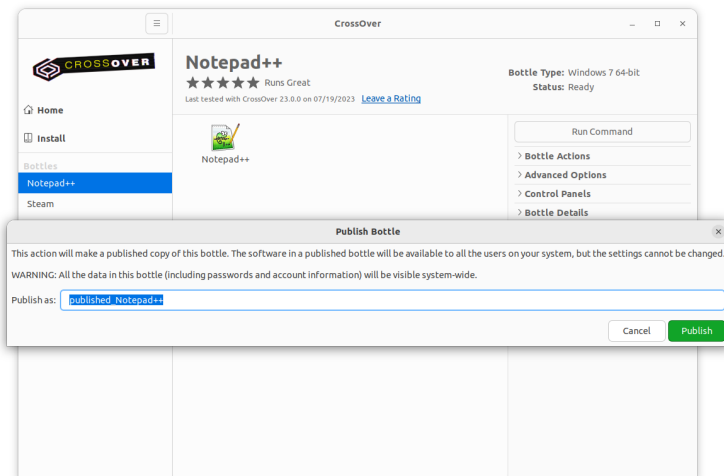 CrossOver
CROSSOVER
Home
Install
Bottles
Notepad++
Steam
Notepad++
Runs Great
Last tested with CrossOver 23.0.0 on 07/19/2023 Leave a Rating
Bottle Type: Windows 7 64-bit
Status: Ready
Notepad++
Run Command
Bottle Actions
Advanced Options
Control Panels
Bottle Details
Publish Bottle
This action will make a published copy of this bottle. The software in a published bottle will be available to all the users on your system, but the settings cannot be changed.
WARNING: All the data in this bottle (including passwords and account information) will be visible system-wide.
Publish as: published_Notepad++
Cancel Publish